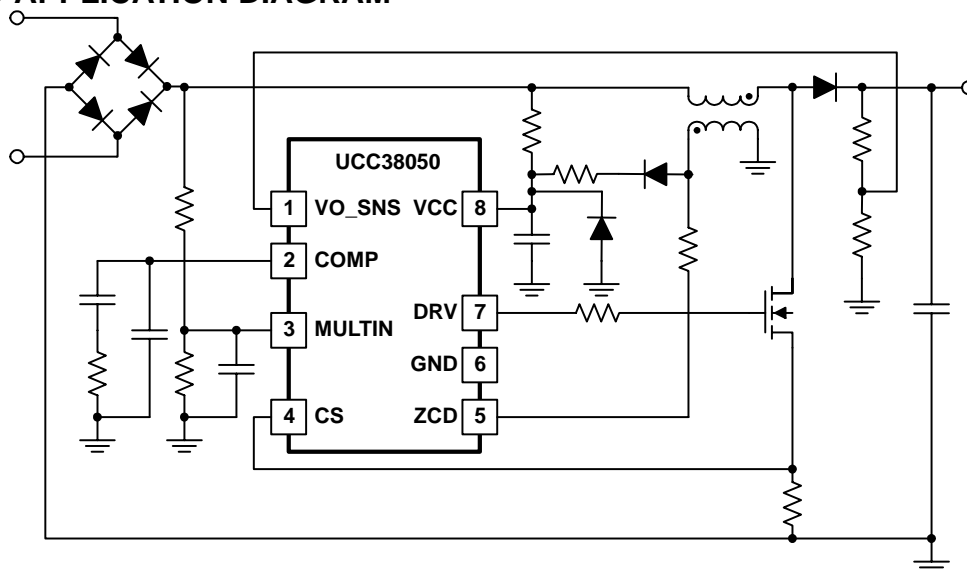 APPLICATION DIAGRAM
UCC38050
1 VO_SNS VCC 8
2 COMP
DRV 7
3 MULTIN
GND 6
4 CS ZCD 5